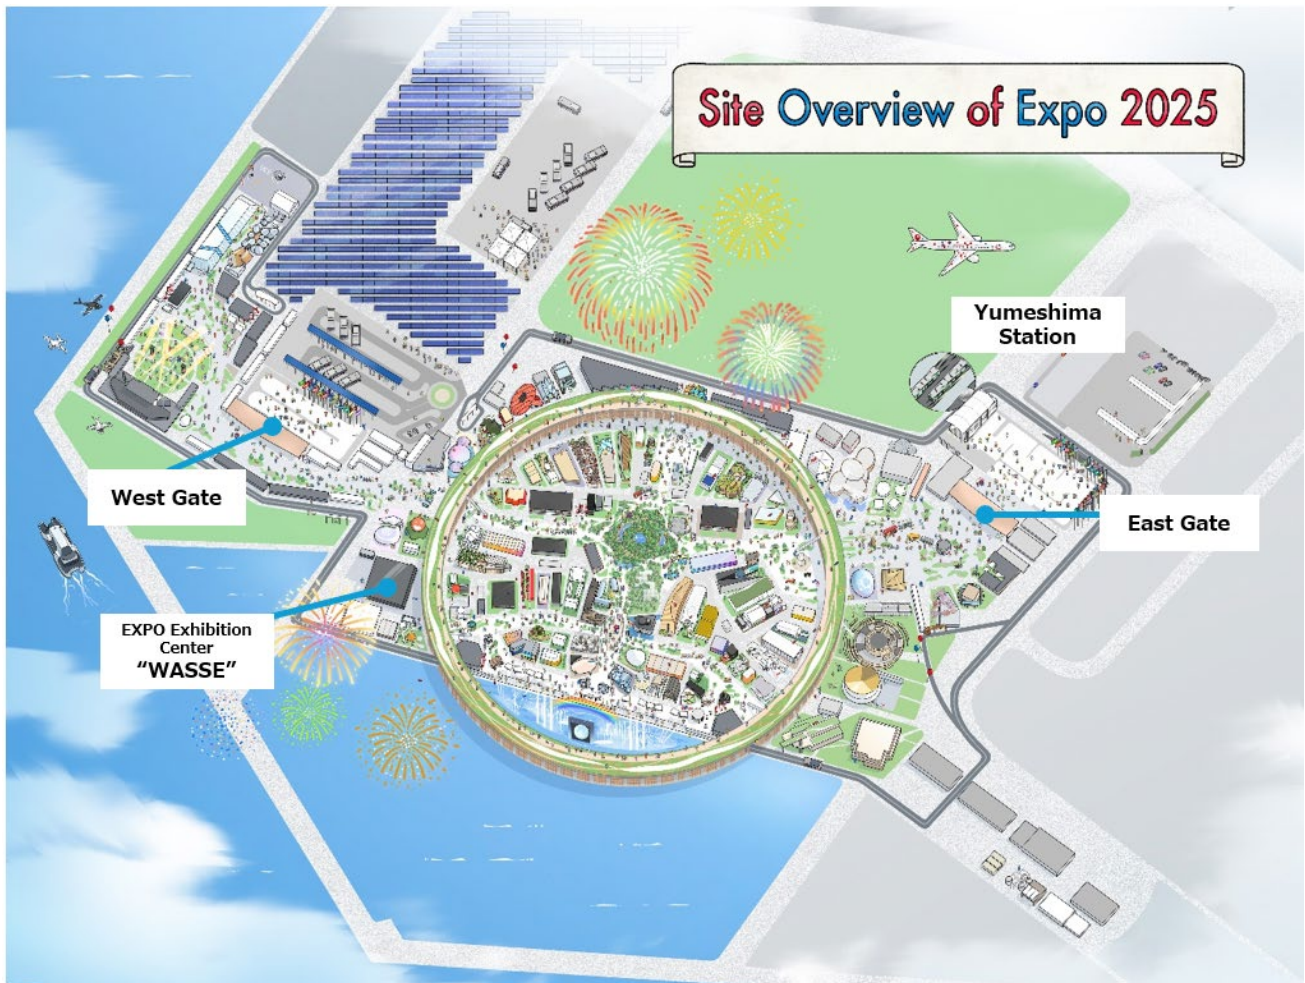 Site Overview of Expo 2025
Yumeshima
Station
West Gate
East Gate
EXPO Exhibition
Center
“WASSE”